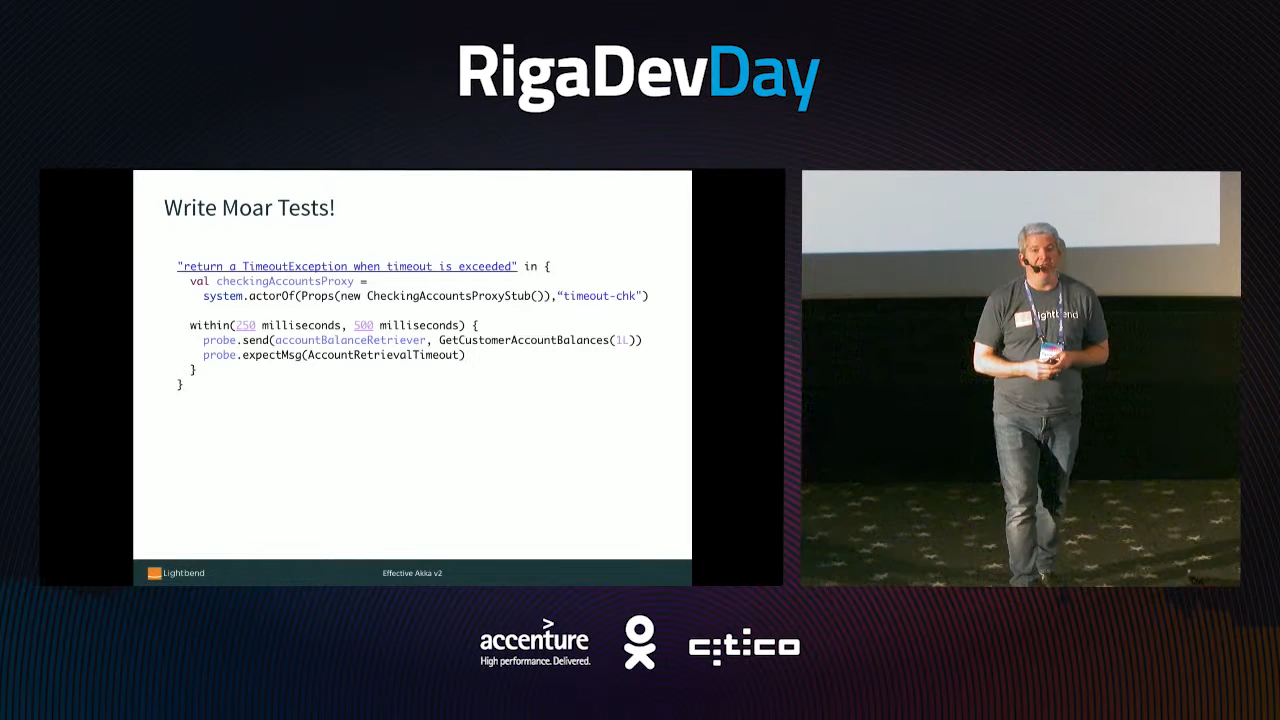 RigaDevDay
Write Moar Tests!
"return a TimeoutException when timeout is exceeded" in {
val checkingAccountsProxy =
system.actorOf(Props(new CheckingAccountsProxyStub()),“timeout-chk")
within(250 milliseconds, 500 milliseconds) {
probe.send(accountBalanceRetriever, GetCustomerAccountBalances(1L))
probe.expectMsg(AccountRetrievalTimeout)
}
}
Lightbend
Effective Akka v2
Lightbend
>
accenture
High performance. Delivered.
citico